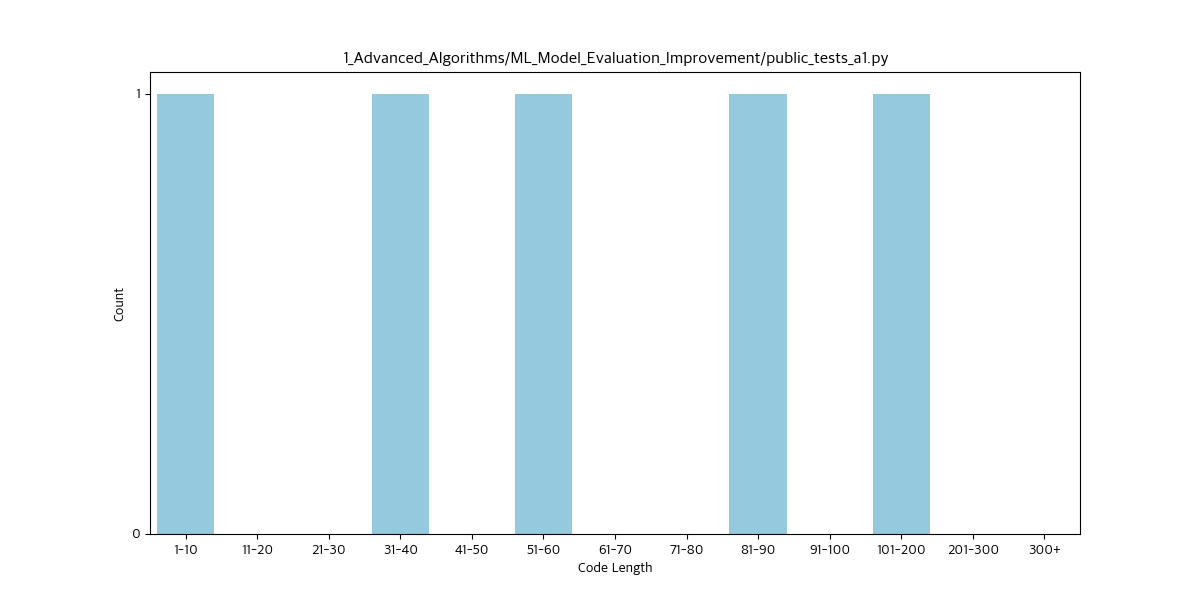 1_Advanced_Algorithms/ML_Model_Evaluation_Improvement/public_tests_a1.py
1
Count
0
1-10 11-20 21-30 31-40 41-50 51-60 61-70 71-80 81-90 91-100 101-200 201-300 300+
Code Length